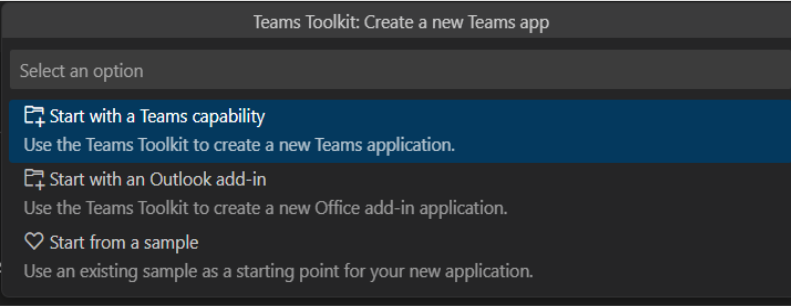 Teams Toolkit: Create a new Teams app
Select an option
Start with a Teams capability
Use the Teams Toolkit to create a new Teams application.
Start with an Outlook add-in
Use the Teams Toolkit to create a new Office add-in application.
Start from a sample
Use an existing sample as a starting point for your new application.